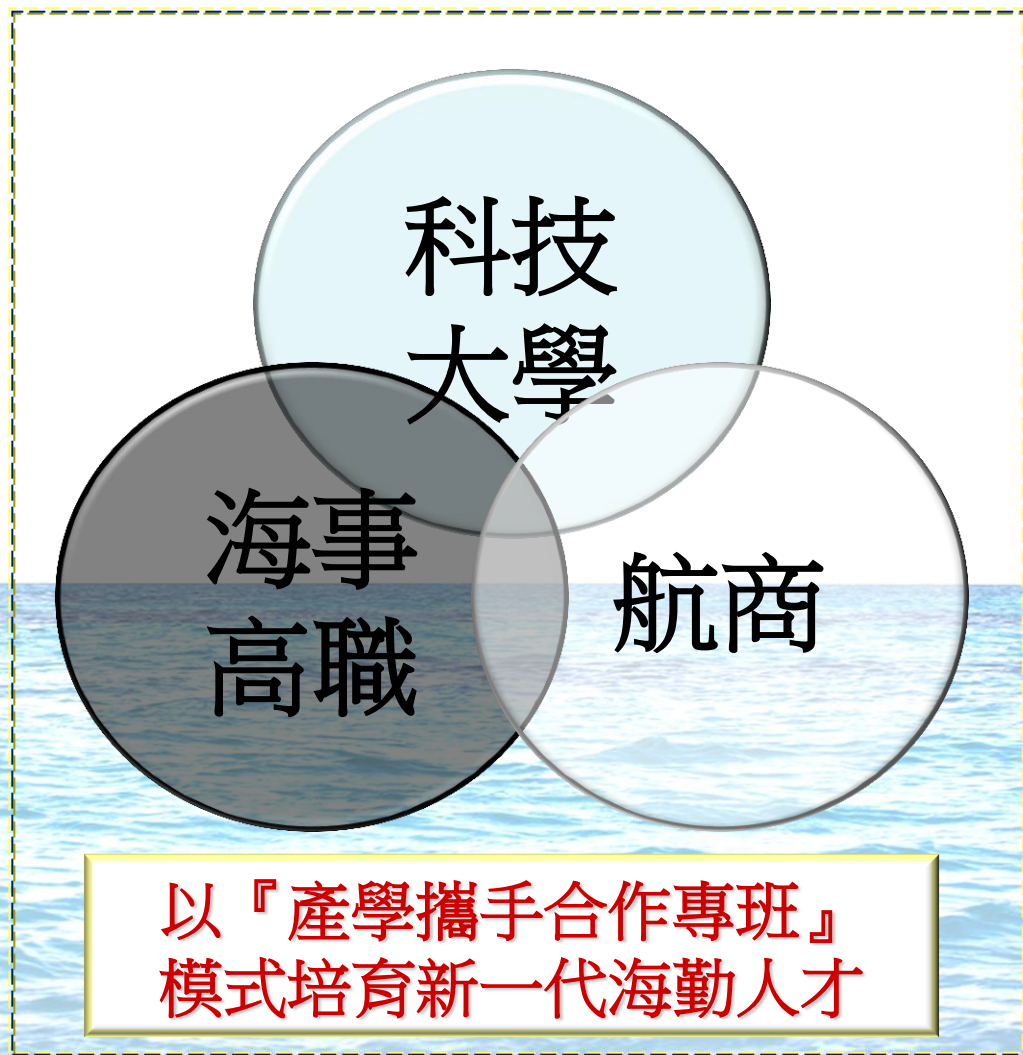 科技
大學
海事
高職
航商
以『產學攜手合作專班』
模式培育新一代海勤人才